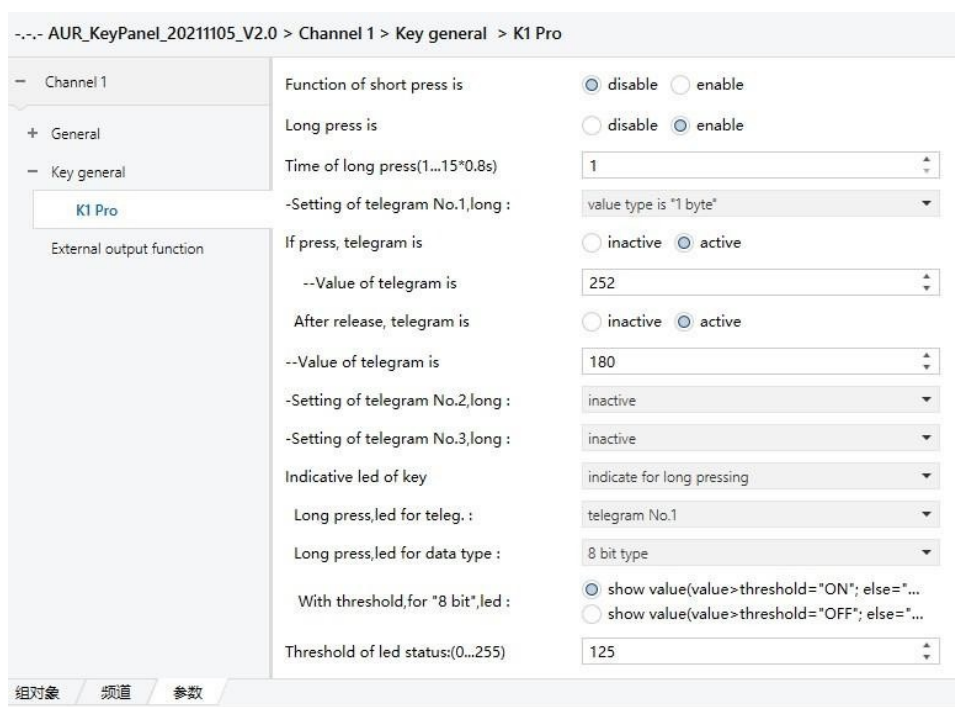 -.-.- AUR_KeyPanel_20211105_V2.0 > Channel 1 > Key general > K1 Pro
− Channel 1
+ General
− Key general
K1 Pro
External output function
Function of short press is disable enable
Long press is disable enable
Time of long press(1...15*0.8s) 1
-Setting of telegram No.1,long : value type is "1 byte"
If press, telegram is inactive active
--Value of telegram is 252
After release, telegram is inactive active
--Value of telegram is 180
-Setting of telegram No.2,long : inactive
-Setting of telegram No.3,long : inactive
Indicative led of key indicate for long pressing
Long press,led for teleg. : telegram No.1
Long press,led for data type : 8 bit type
With threshold,for "8 bit",led : show value(value>threshold="ON"; else="...
show value(value>threshold="OFF"; else="...
Threshold of led status:(0...255) 125
组对象 频道 参数